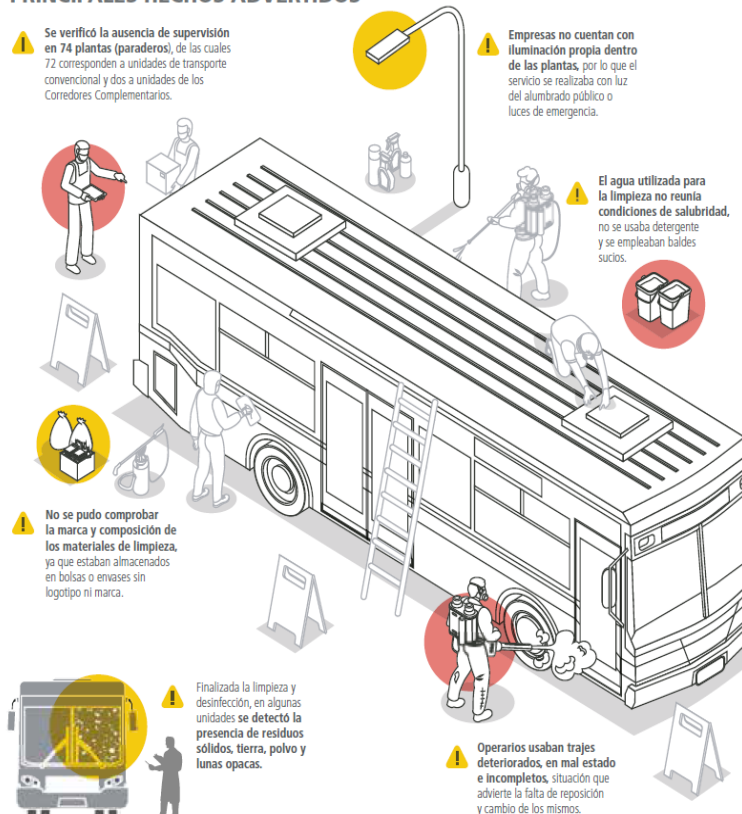 PRINCIPALES HECHOS ADVERTIDOS
Se verificó la ausencia de supervisión
en 74 plantas (paraderos), de las cuales
72 corresponden a unidades de transporte
convencional y dos a unidades de los
Corredores Complementarios.
Empresas no cuentan con
iluminación propia dentro
de las plantas, por lo que el
servicio se realizaba con luz
del alumbrado público o
luces de emergencia.
El agua utilizada para
la limpieza no reunía
condiciones de salubridad,
no se usaba detergente
y se empleaban baldes
sucios.
No se pudo comprobar
la marca y composición de
los materiales de limpieza,
ya que estaban almacenados
en bolsas o envases sin
logotipo ni marca.
Finalizada la limpieza y
desinfección, en algunas
unidades se detectó la
presencia de residuos
sólidos, tierra, polvo y
lunas opacas.
Operarios usaban trajes
deteriorados, en mal estado
e incompletos, situación que
advierte la falta de reposición
y cambio de los mismos.